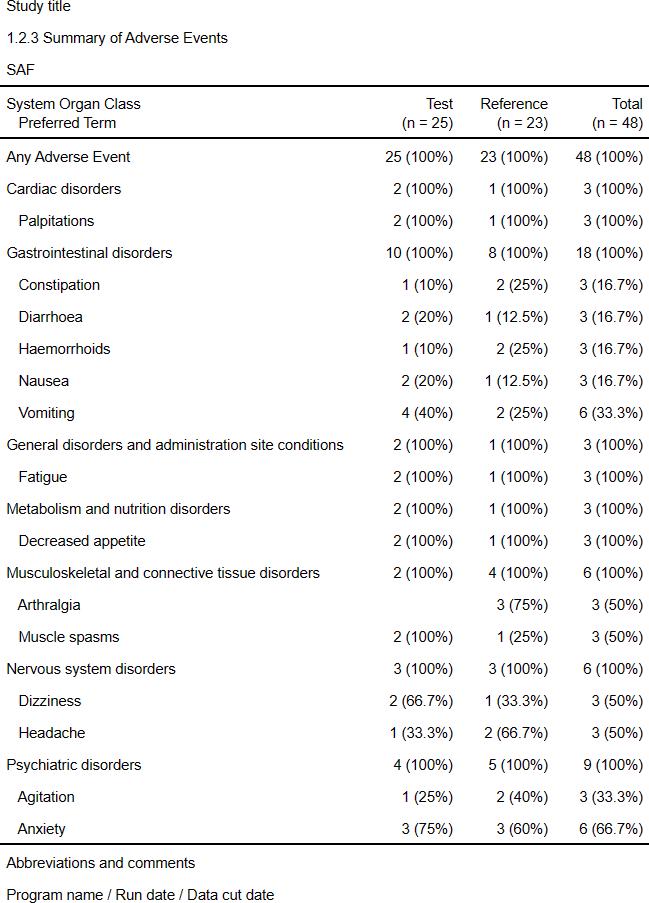 Study title
1.2.3 Summary of Adverse Events
SAF
System Organ Class Test Reference Total
Preferred Term (n = 25) (n = 23) (n = 48)
Any Adverse Event 25 (100%) 23 (100%) 48 (100%)
Cardiac disorders 2 (100%) 1 (100%) 3 (100%)
Palpitations 2 (100%) 1 (100%) 3 (100%)
Gastrointestinal disorders 10 (100%) 8 (100%) 18 (100%)
Constipation 1 (10%) 2 (25%) 3 (16.7%)
Diarrhoea 2 (20%) 1 (12.5%) 3 (16.7%)
Haemorrhoids 1 (10%) 2 (25%) 3 (16.7%)
Nausea 2 (20%) 1 (12.5%) 3 (16.7%)
Vomiting 4 (40%) 2 (25%) 6 (33.3%)
General disorders and administration site conditions 2 (100%) 1 (100%) 3 (100%)
Fatigue 2 (100%) 1 (100%) 3 (100%)
Metabolism and nutrition disorders 2 (100%) 1 (100%) 3 (100%)
Decreased appetite 2 (100%) 1 (100%) 3 (100%)
Musculoskeletal and connective tissue disorders 2 (100%) 4 (100%) 6 (100%)
Arthralgia 3 (75%) 3 (50%)
Muscle spasms 2 (100%) 1 (25%) 3 (50%)
Nervous system disorders 3 (100%) 3 (100%) 6 (100%)
Dizziness 2 (66.7%) 1 (33.3%) 3 (50%)
Headache 1 (33.3%) 2 (66.7%) 3 (50%)
Psychiatric disorders 4 (100%) 5 (100%) 9 (100%)
Agitation 1 (25%) 2 (40%) 3 (33.3%)
Anxiety 3 (75%) 3 (60%) 6 (66.7%)
Abbreviations and comments
Program name / Run date / Data cut date